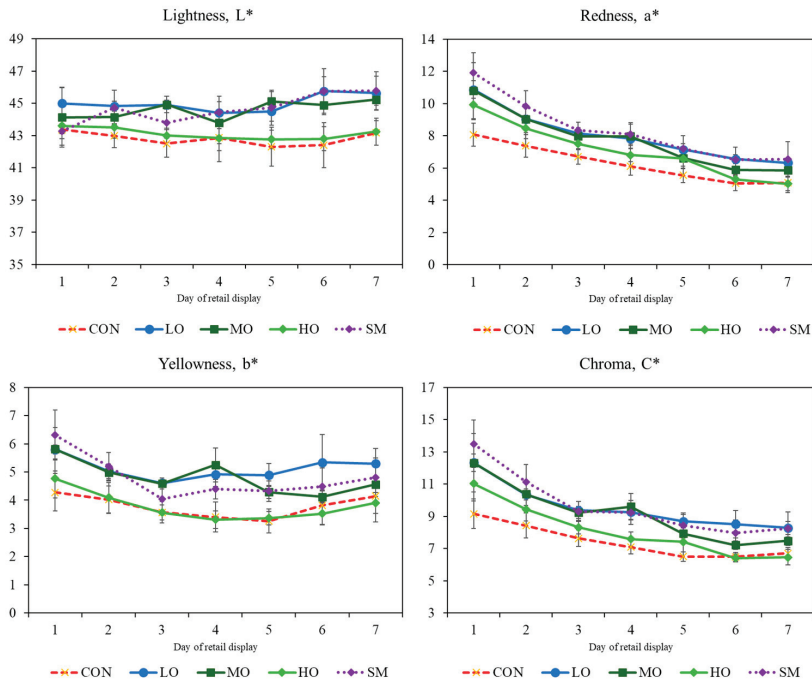 Lightness, L*
49
47
45
43
41
39
37
35
1 2 3 4 5 6 7
Day of retail display
CON LO MO HO SM
Redness, a*
14
12
10
8
6
4
2
0
1 2 3 4 5 6 7
Day of retail display
CON LO MO HO SM
Yellowness, b*
8
7
6
5
4
3
2
1
0
1 2 3 4 5 6 7
Day of retail display
CON LO MO HO SM
Chroma, C*
17
15
13
11
9
7
5
3
1 2 3 4 5 6 7
Day of retail display
CON LO MO HO SM